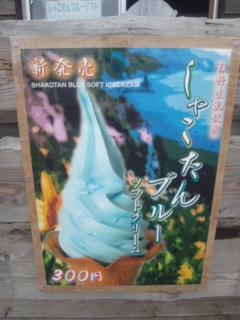 新発売
SHAKOTAN BLUE SOFT ICECREAM
しゃこたん
ブルー
ソフトクリーム
300円